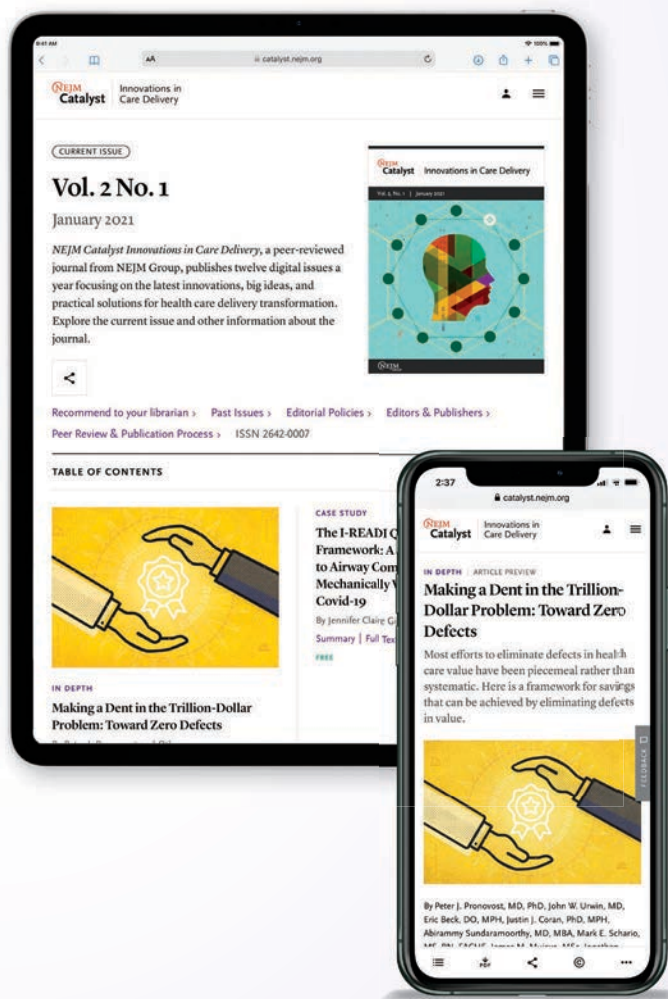 9:41 AM
AA
catalyst.nejm.org
100%
NEJM
Catalyst
Innovations in
Care Delivery
CURRENT ISSUE
Vol. 2 No. 1
January 2021
NEJM Catalyst Innovations in Care Delivery, a peer-reviewed
journal from NEJM Group, publishes twelve digital issues a
year focusing on the latest innovations, big ideas, and
practical solutions for health care delivery transformation.
Explore the current issue and other information about the
journal.
NEJM
Catalyst Innovations in Care Delivery
Vol. 2, No. 1 | January 2021
NEJM
Recommend to your librarian › Past Issues › Editorial Policies › Editors & Publishers ›
Peer Review & Publication Process › ISSN 2642-0007
TABLE OF CONTENTS
IN DEPTH
Making a Dent in the Trillion-Dollar
Problem: Toward Zero Defects
CASE STUDY
The I-READI Q
Framework: A
to Airway Com
Mechanically V
Covid-19
By Jennifer Claire G
Summary | Full Tex
FREE
2:37
catalyst.nejm.org
NEJM
Catalyst
Innovations in
Care Delivery
IN DEPTH ARTICLE PREVIEW
Making a Dent in the Trillion-
Dollar Problem: Toward Zero
Defects
Most efforts to eliminate defects in health
care value have been piecemeal rather than
systematic. Here is a framework for savings
that can be achieved by eliminating defects
in value.
FEEDBACK
By Peter J. Pronovost, MD, PhD, John W. Urwin, MD,
Eric Beck, DO, MPH, Justin J. Coran, PhD, MPH,
Abirammy Sundaramoorthy, MD, MBA, Mark E. Schario,
PDF